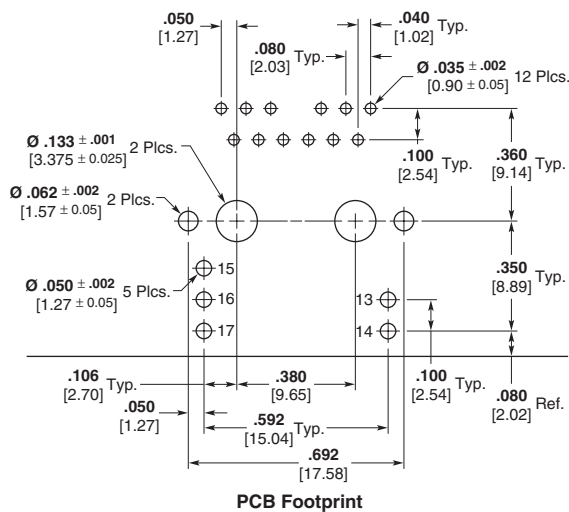 .050
[1.27]
.040 Typ.
[1.02]
.080 Typ.
[2.03]
Ø .035 ± .002 12 Plcs.
[0.90 ± 0.05]
Ø .133 ± .001 2 Plcs.
[3.375 ± 0.025]
.100 Typ.
[2.54]
.360 Typ.
[9.14]
Ø .062 ± .002 2 Plcs.
[1.57 ± 0.05]
Ø .050 ± .002 5 Plcs.
[1.27 ± 0.05]
15
16
17
13
14
.350 Typ.
[8.89]
.106 Typ.
[2.70]
.380
[9.65]
.100 Typ.
[2.54]
.080 Ref.
[2.02]
.050
[1.27]
.592 Typ.
[15.04]
.692
[17.58]
PCB Footprint